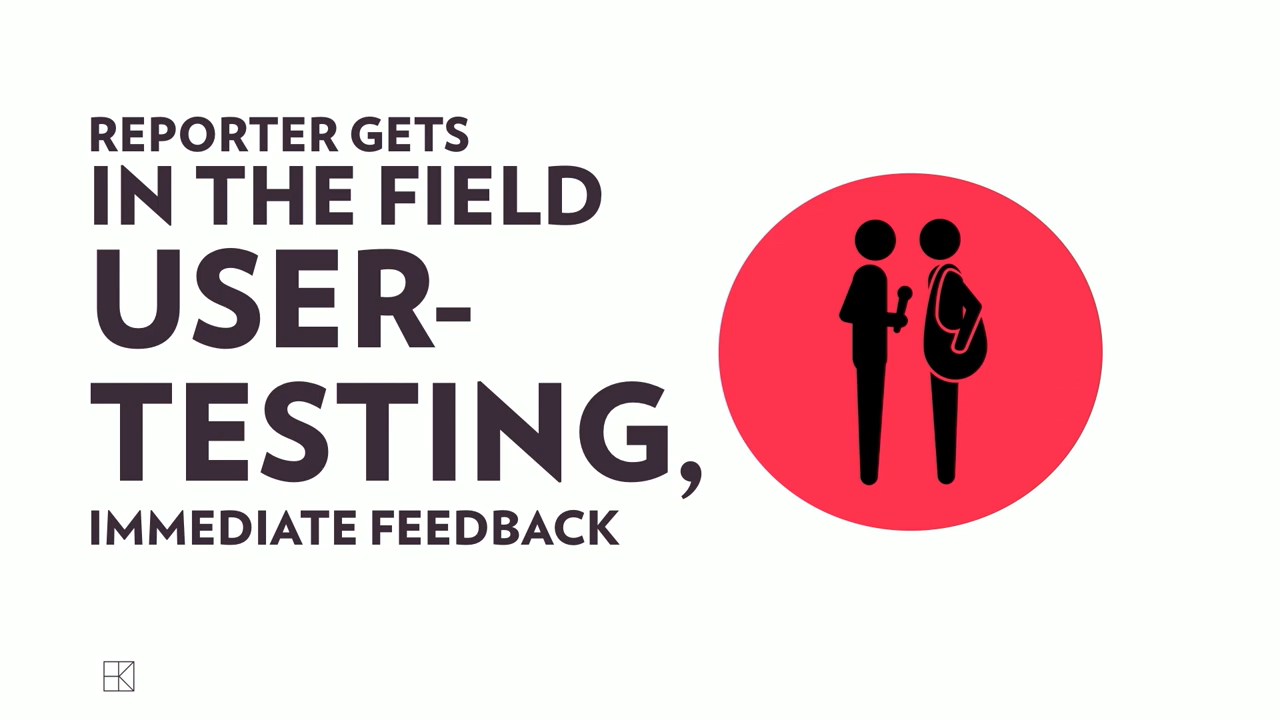 REPORTER GETS
IN THE FIELD
USER-
TESTING,
IMMEDIATE FEEDBACK